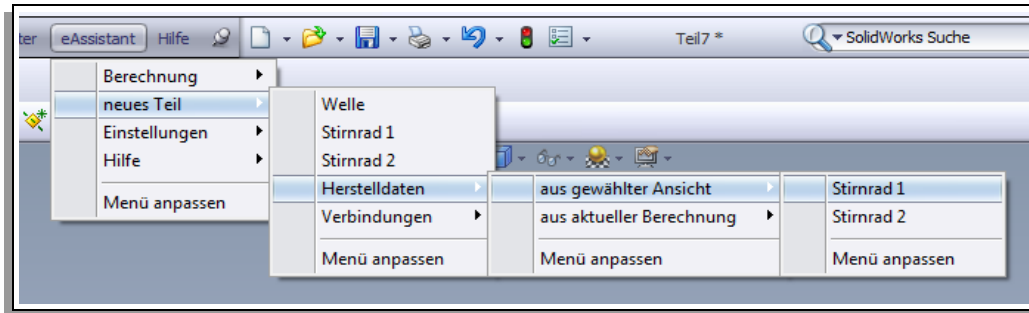 ter eAssistant Hilfe Teil7 * SolidWorks Suche
Berechnung
neues Teil
Einstellungen
Hilfe
Menü anpassen
Welle
Stirnrad 1
Stirnrad 2
Herstelldaten
Verbindungen
Menü anpassen
aus gewählter Ansicht
aus aktueller Berechnung
Menü anpassen
Stirnrad 1
Stirnrad 2
Menü anpassen